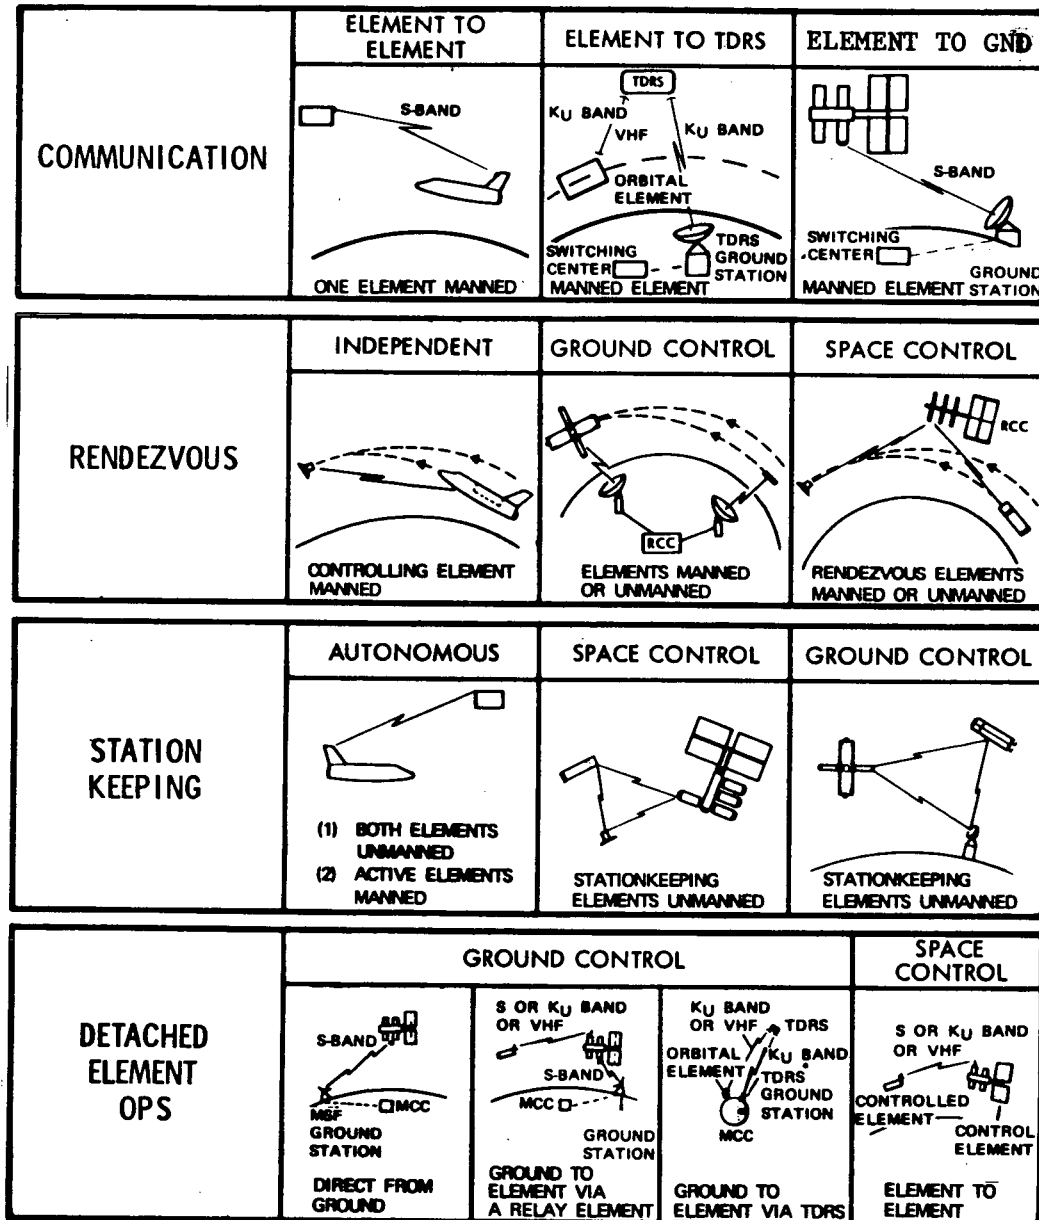 COMMUNICATION
ELEMENT TO
ELEMENT
S-BAND
ONE ELEMENT MANNED
ELEMENT TO TDRS
TDRS
KU BAND
VHF
KU BAND
ORBITAL
ELEMENT
SWITCHING
CENTER
TDRS
GROUND
STATION
MANNED ELEMENT
ELEMENT TO GND
S-BAND
SWITCHING
CENTER
GROUND
STATION
MANNED ELEMENT
RENDEZVOUS
INDEPENDENT
CONTROLLING ELEMENT
MANNED
GROUND CONTROL
RCC
ELEMENTS MANNED
OR UNMANNED
SPACE CONTROL
RCC
RENDEZVOUS ELEMENTS
MANNED OR UNMANNED
STATION
KEEPING
AUTONOMOUS
(1) BOTH ELEMENTS
UNMANNED
(2) ACTIVE ELEMENTS
MANNED
SPACE CONTROL
STATIONKEEPING
ELEMENTS UNMANNED
GROUND CONTROL
STATIONKEEPING
ELEMENTS UNMANNED
DETACHED
ELEMENT
OPS
GROUND CONTROL
S-BAND
MSF
GROUND
STATION
MCC
DIRECT FROM
GROUND
S OR KU BAND
OR VHF
S-BAND
MCC
GROUND
STATION
GROUND TO
ELEMENT VIA
A RELAY ELEMENT
KU BAND
OR VHF
TDRS
ORBITAL
ELEMENT
KU BAND
TDRS
GROUND
STATION
MCC
GROUND TO
ELEMENT VIA TDRS
SPACE
CONTROL
S OR KU BAND
OR VHF
CONTROLLED
ELEMENT
CONTROL
ELEMENT
ELEMENT TO
ELEMENT